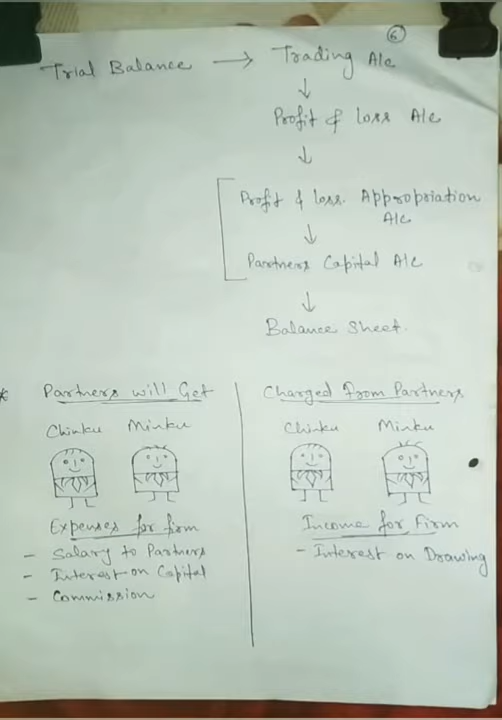 6
Trial Balance → Trading A/c
↓
Profit & loss A/c
↓
Profit & loss. Appropriation
A/c
↓
Partners Capital A/c
↓
Balance Sheet.
* Partners will Get
Chinku Minku
Expenses for firm
- Salary to Partners
- Interest on Capital
- Commission
Charged from Partners
Chinku Minku
Income for Firm
- Interest on Drawing